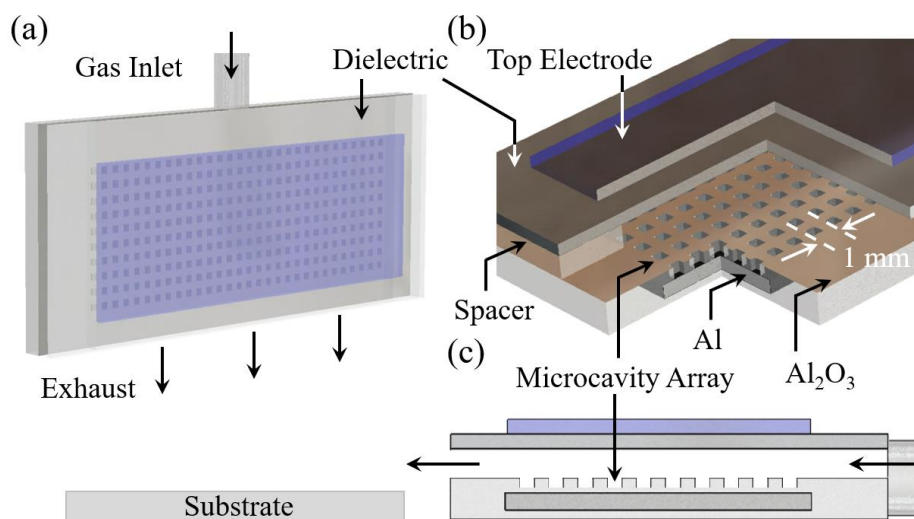 (a)
Gas Inlet
Dielectric
Exhaust
Substrate
(b)
Top Electrode
1 mm
Spacer
Al
Al₂O₃
Microcavity Array
(c)